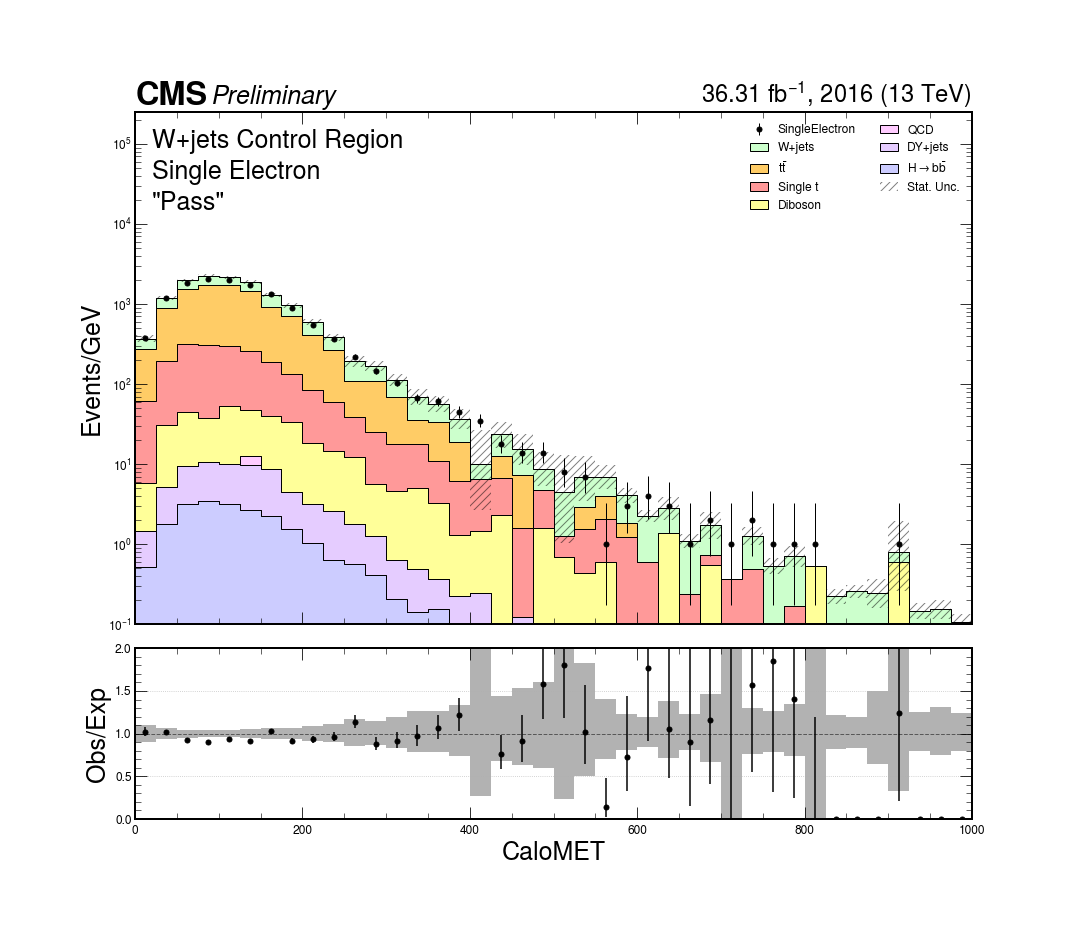 CMS Preliminary
36.31 fb⁻¹, 2016 (13 TeV)
W+jets Control Region
Single Electron
"Pass"
SingleElectron
W+jets
tt̄
Single t
Diboson
QCD
DY+jets
H→bb̄
Stat. Unc.
Events/GeV
10⁵
10⁴
10³
10²
10¹
10⁰
10⁻¹
Obs/Exp
2.0
1.5
1.0
0.5
0.0
0 200 400 600 800 1000
CaloMET